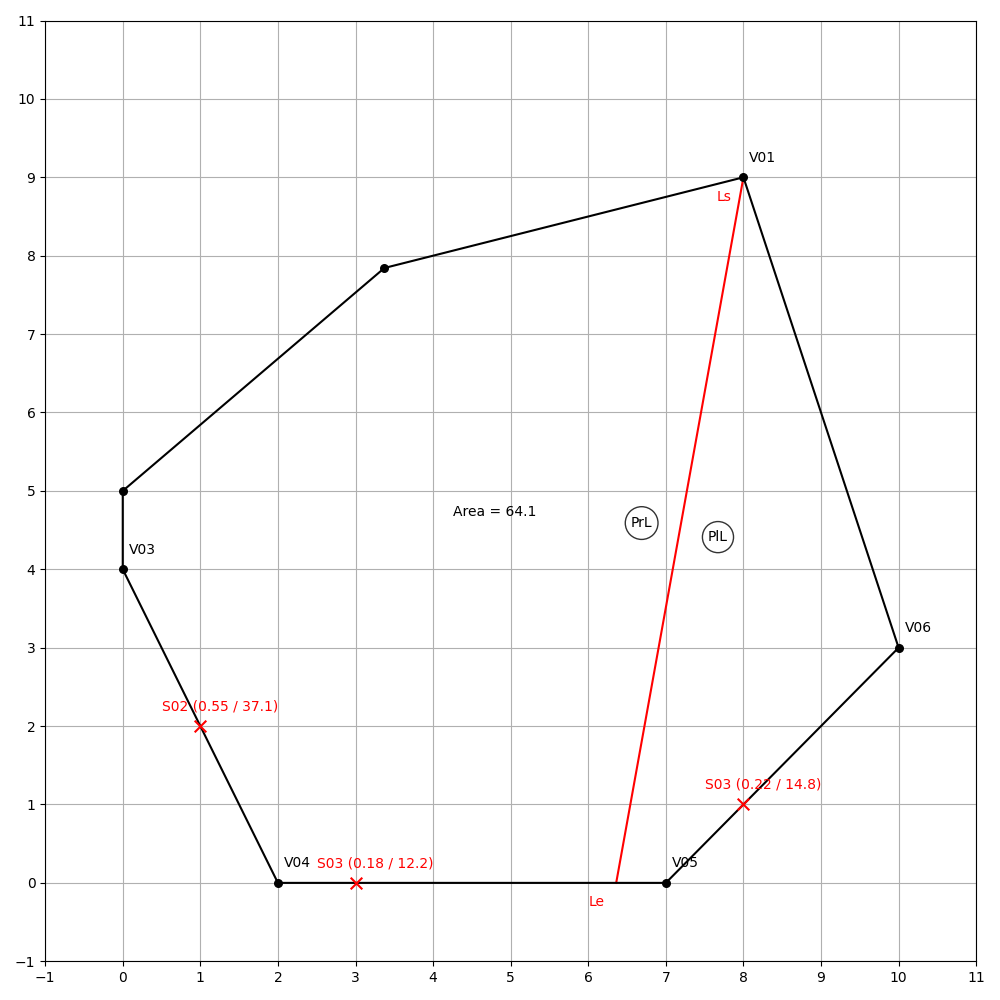 11
10
9
8
7
6
5
4
3
2
1
0
−1
V01
Ls
Area = 64.1
PrL
PlL
V03
V06
S02 (0.55 / 37.1)
S03 (0.22 / 14.8)
V04
S03 (0.18 / 12.2)
V05
Le
−1 0 1 2 3 4 5 6 7 8 9 10 11